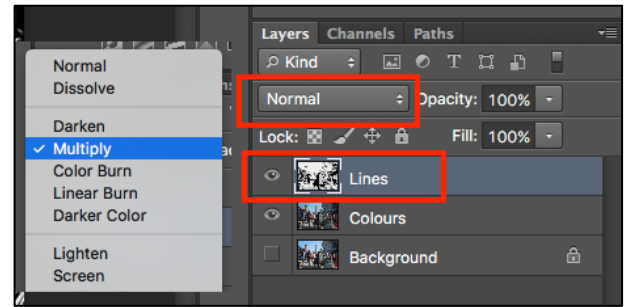 Normal
Dissolve
Darken
✓ Multiply
Color Burn
Linear Burn
Darker Color
Lighten
Screen
Layers Channels Paths
Kind
T
Normal Opacity: 100%
Lock: Fill: 100%
Lines
Colours
Background